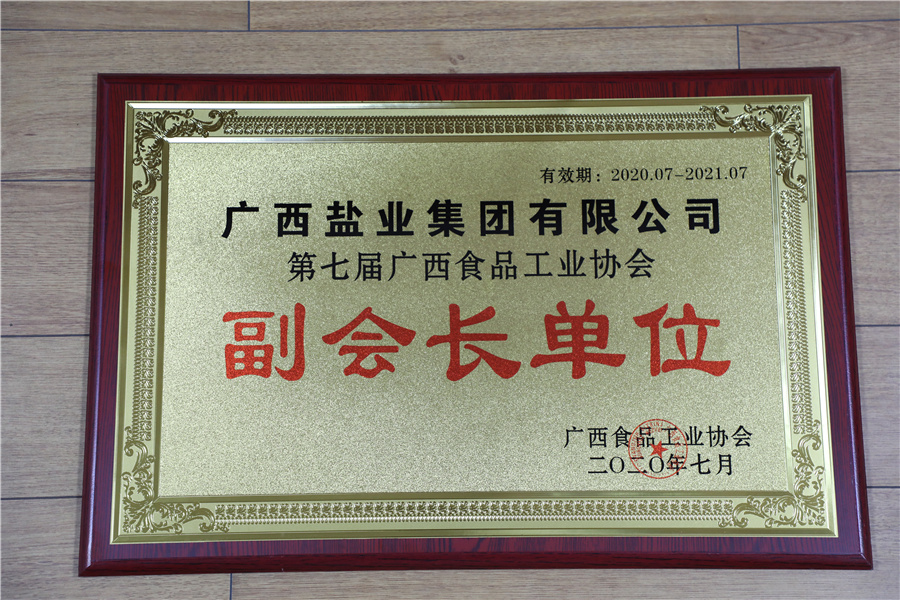 有效期：2020.07-2021.07
广西盐业集团有限公司
第七届广西食品工业协会
副会长单位
广西食品工业协会
二〇二〇年七月